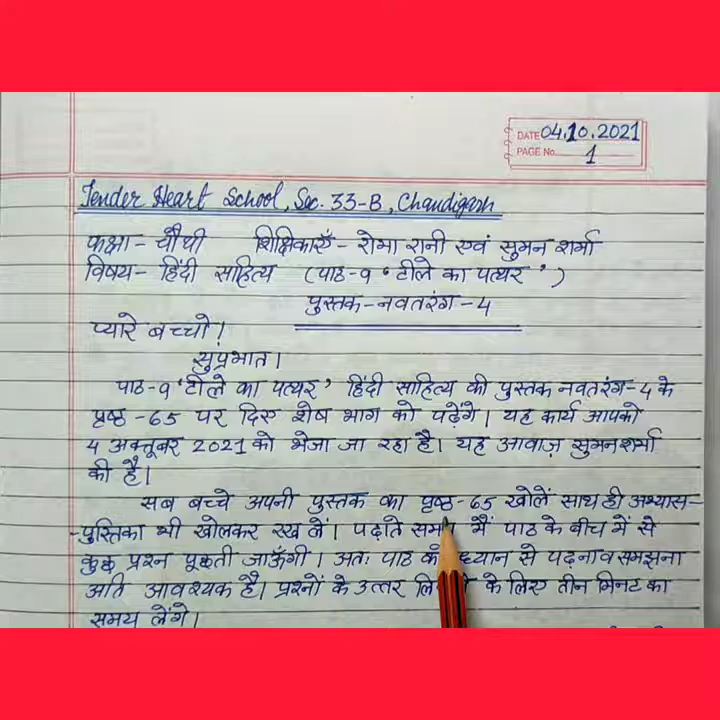 DATE 04.10.2021
PAGE No. 1
Tender Heart School, Sec. 33-B, Chandigarh
कक्षा - चौथी शिक्षिकाएँ - रोमा रानी एवं सुमन शर्मा
विषय - हिंदी साहित्य (पाठ-9 'टीले का पत्थर')
पुस्तक - नवतरंग - 4
प्यारे बच्चो!
सुप्रभात।
पाठ-9 'टीले का पत्थर' हिंदी साहित्य की पुस्तक नवतरंग-4 के
पृष्ठ -65 पर दिए शेष भाग को पढ़ेंगे। यह कार्य आपको
4 अक्तूबर 2021 को भेजा जा रहा है। यह आवाज़ सुमन शर्मा
की है।
सब बच्चे अपनी पुस्तक का पृष्ठ-65 खोलें साथ ही अभ्यास-
-पुस्तिका भी खोलकर रख लें। पढ़ाते मैं पाठ के बीच में से
कुछ प्रश्न पूछती जाऊँगी। अतः पाठ को ध्यान से पढ़ना व समझना
अति आवश्यक है। प्रश्नों के उत्तर के लिए तीन मिनट का
समय लेंगे।